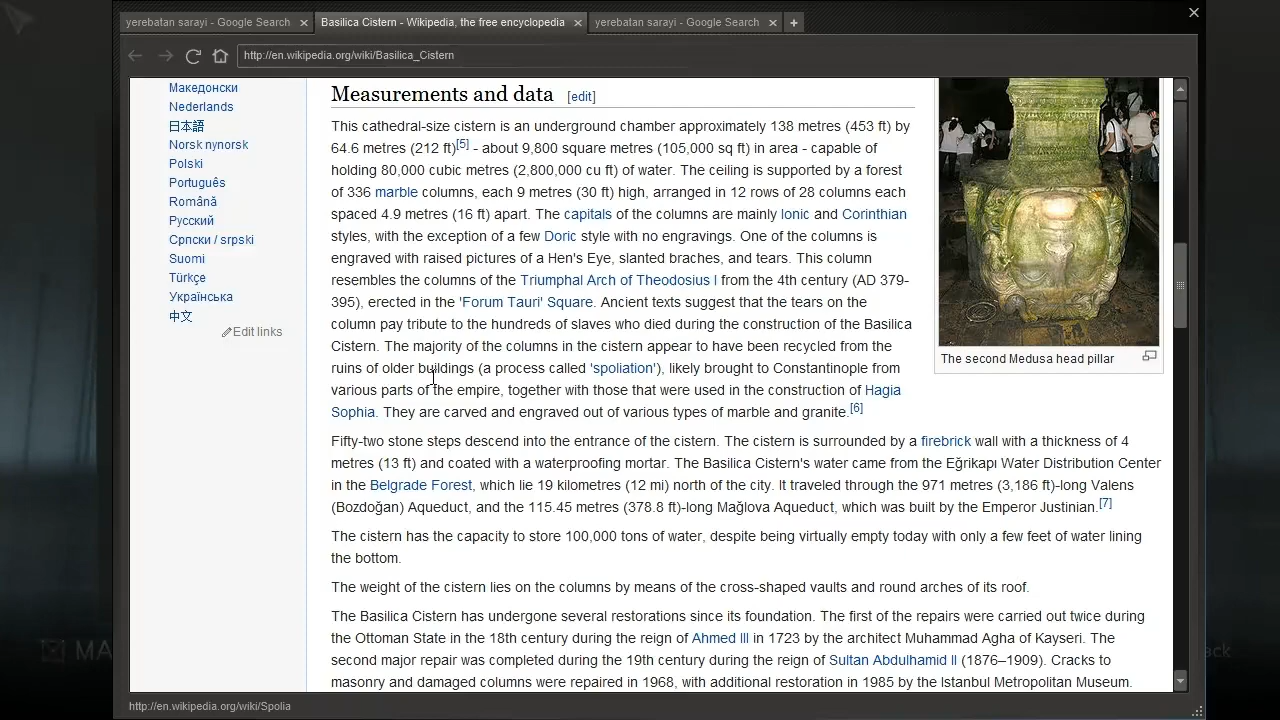 yerebatan sarayi - Google Search
Basilica Cistern - Wikipedia, the free encyclopedia
yerebatan sarayi - Google Search
http://en.wikipedia.org/wiki/Basilica_Cistern
Македонски
Nederlands
日本語
Norsk nynorsk
Polski
Português
Română
Русский
Српски / srpski
Suomi
Türkçe
Українська
中文
Edit links
Measurements and data [edit]
This cathedral-size cistern is an underground chamber approximately 138 metres (453 ft) by
64.6 metres (212 ft)[5] - about 9,800 square metres (105,000 sq ft) in area - capable of
holding 80,000 cubic metres (2,800,000 cu ft) of water. The ceiling is supported by a forest
of 336 marble columns, each 9 metres (30 ft) high, arranged in 12 rows of 28 columns each
spaced 4.9 metres (16 ft) apart. The capitals of the columns are mainly Ionic and Corinthian
styles, with the exception of a few Doric style with no engravings. One of the columns is
engraved with raised pictures of a Hen's Eye, slanted braches, and tears. This column
resembles the columns of the Triumphal Arch of Theodosius I from the 4th century (AD 379-
395), erected in the 'Forum Tauri' Square. Ancient texts suggest that the tears on the
column pay tribute to the hundreds of slaves who died during the construction of the Basilica
Cistern. The majority of the columns in the cistern appear to have been recycled from the
ruins of older buildings (a process called 'spoliation'), likely brought to Constantinople from
various parts of the empire, together with those that were used in the construction of Hagia
Sophia. They are carved and engraved out of various types of marble and granite.[6]
The second Medusa head pillar
Fifty-two stone steps descend into the entrance of the cistern. The cistern is surrounded by a firebrick wall with a thickness of 4
metres (13 ft) and coated with a waterproofing mortar. The Basilica Cistern's water came from the Eğrikapı Water Distribution Center
in the Belgrade Forest, which lie 19 kilometres (12 mi) north of the city. It traveled through the 971 metres (3,186 ft)-long Valens
(Bozdoğan) Aqueduct, and the 115.45 metres (378.8 ft)-long Mağlova Aqueduct, which was built by the Emperor Justinian.[7]
The cistern has the capacity to store 100,000 tons of water, despite being virtually empty today with only a few feet of water lining
the bottom.
The weight of the cistern lies on the columns by means of the cross-shaped vaults and round arches of its roof.
The Basilica Cistern has undergone several restorations since its foundation. The first of the repairs were carried out twice during
the Ottoman State in the 18th century during the reign of Ahmed III in 1723 by the architect Muhammad Agha of Kayseri. The
second major repair was completed during the 19th century during the reign of Sultan Abdulhamid II (1876–1909). Cracks to
masonry and damaged columns were repaired in 1968, with additional restoration in 1985 by the Istanbul Metropolitan Museum.
http://en.wikipedia.org/wiki/Spolia